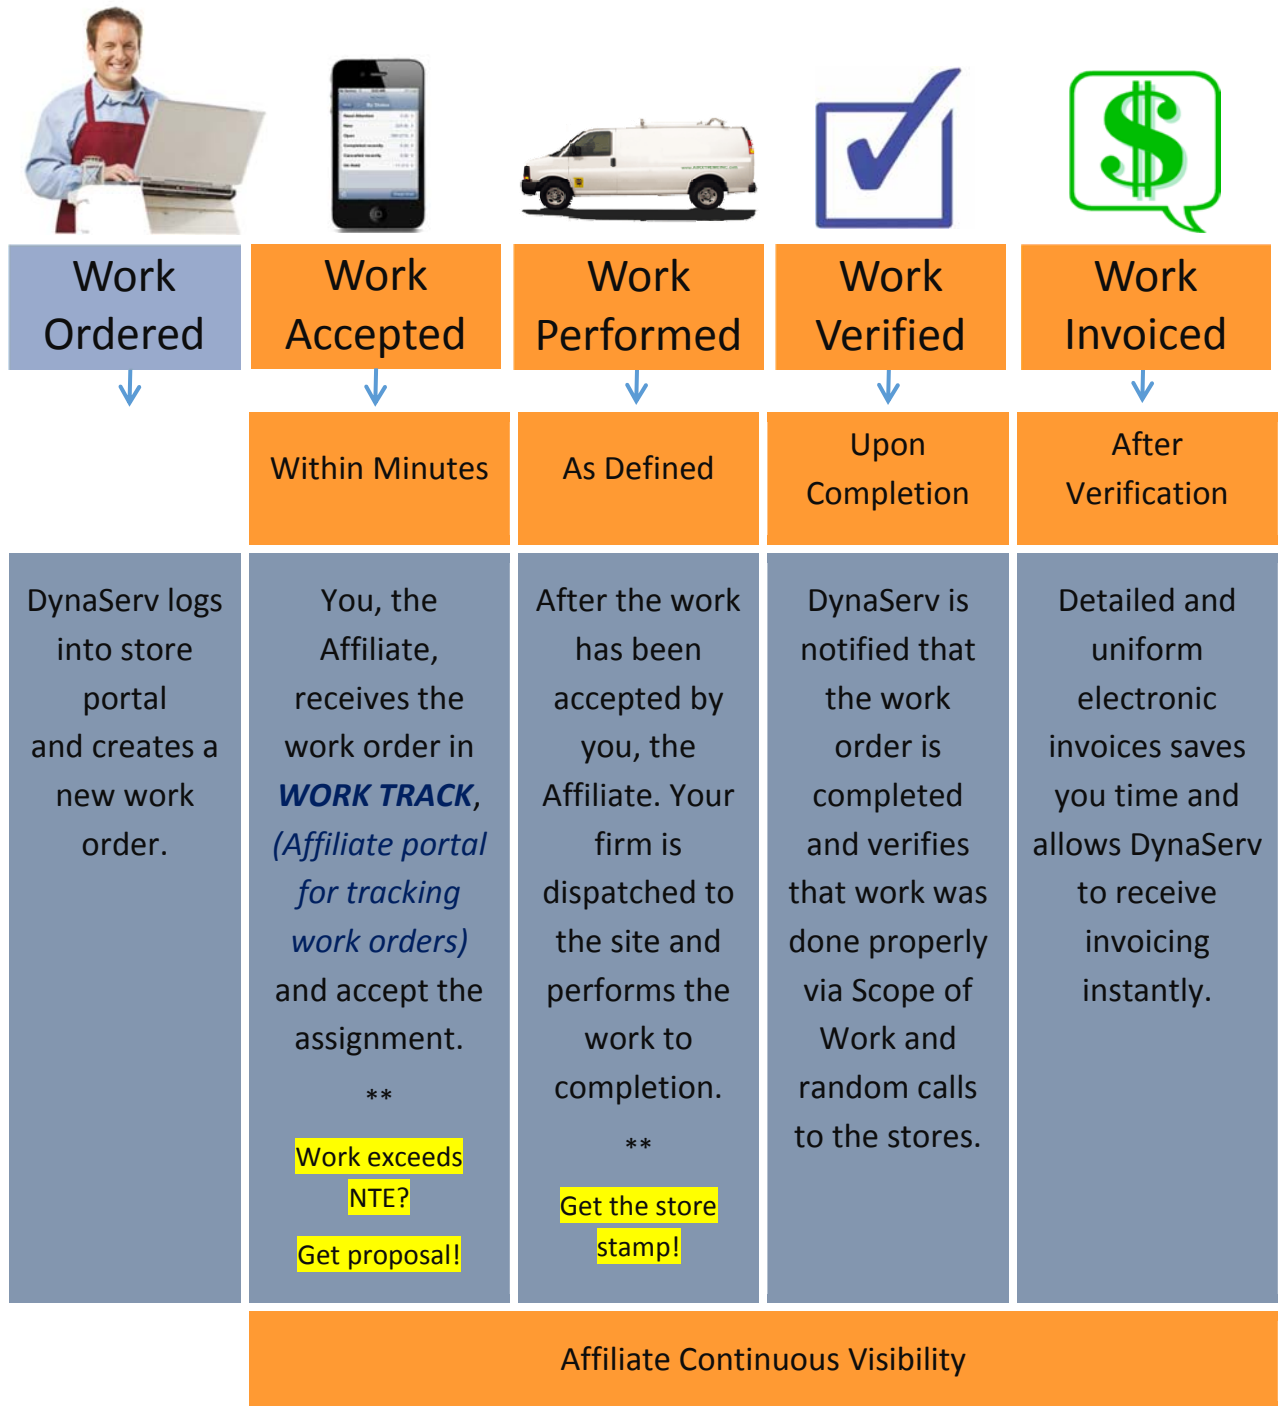 Work
Ordered
Work
Accepted
Work
Performed
Work
Verified
Work
Invoiced
Within Minutes
As Defined
Upon
Completion
After
Verification
DynaServ logs
into store
portal
and creates a
new work
order.
You, the
Affiliate,
receives the
work order in
WORK TRACK,
(Affiliate portal
for tracking
work orders)
and accept the
assignment.
**
Work exceeds
NTE?
Get proposal!
After the work
has been
accepted by
you, the
Affiliate. Your
firm is
dispatched to
the site and
performs the
work to
completion.
**
Get the store
stamp!
DynaServ is
notified that
the work
order is
completed
and verifies
that work was
done properly
via Scope of
Work and
random calls
to the stores.
Detailed and
uniform
electronic
invoices saves
you time and
allows DynaServ
to receive
invoicing
instantly.
Affiliate Continuous Visibility